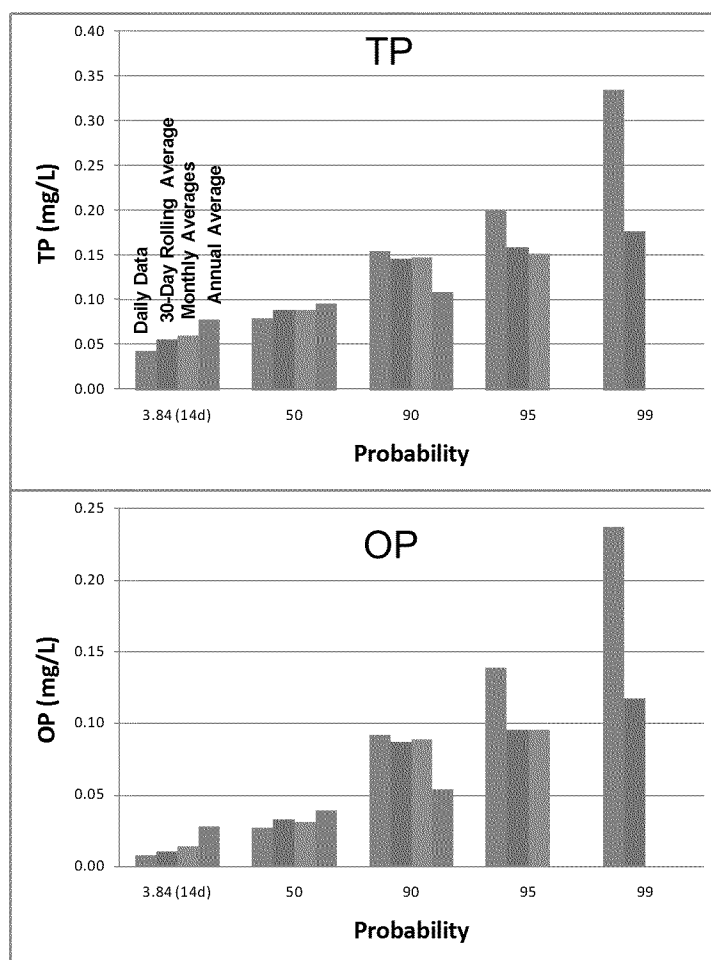 TP
TP (mg/L)
0.40
0.35
0.30
0.25
0.20
0.15
0.10
0.05
0.00
Daily Data
30-Day Rolling Average
Monthly Averages
Annual Average
3.84 (14d) 50 90 95 99
Probability
OP
OP (mg/L)
0.25
0.20
0.15
0.10
0.05
0.00
3.84 (14d) 50 90 95 99
Probability